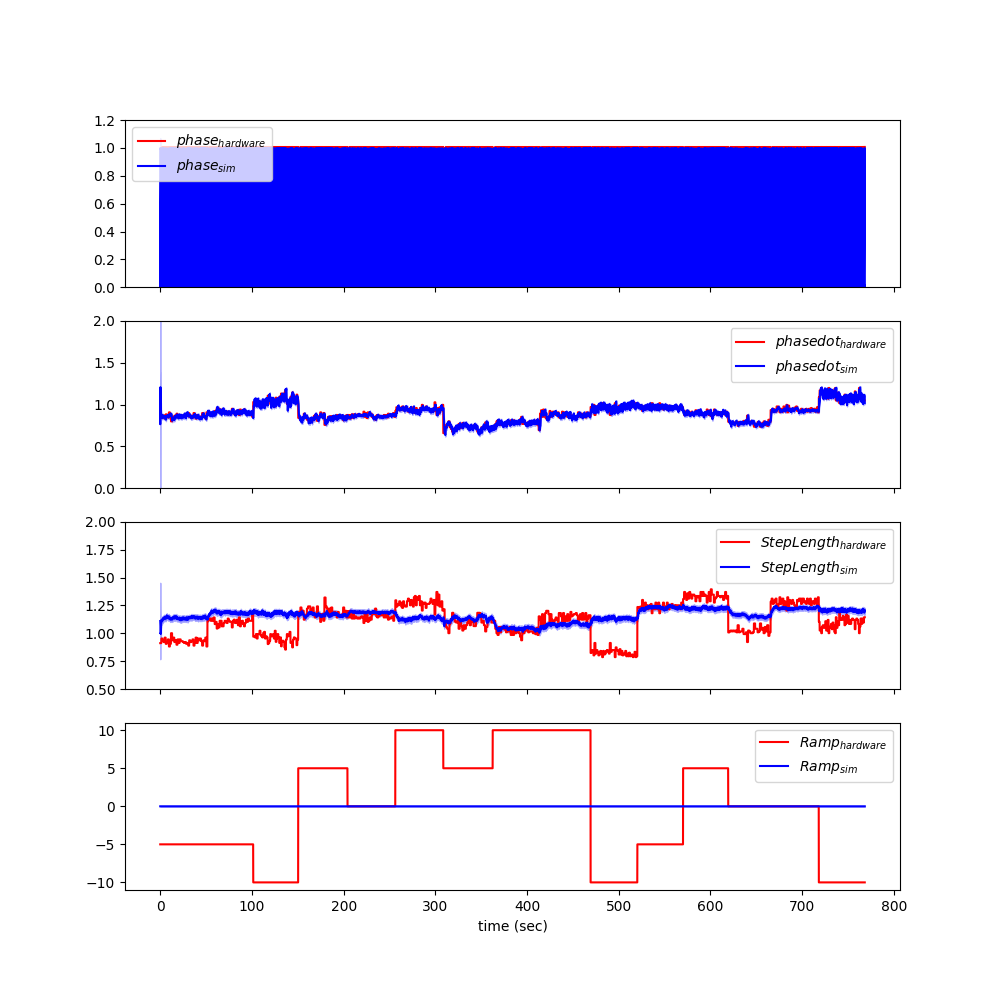 1.2
1.0
0.8
0.6
0.4
0.2
0.0
phase_hardware
phase_sim
2.0
1.5
1.0
0.5
0.0
phasedot_hardware
phasedot_sim
2.00
1.75
1.50
1.25
1.00
0.75
0.50
StepLength_hardware
StepLength_sim
10
5
0
−5
−10
Ramp_hardware
Ramp_sim
0 100 200 300 400 500 600 700 800
time (sec)